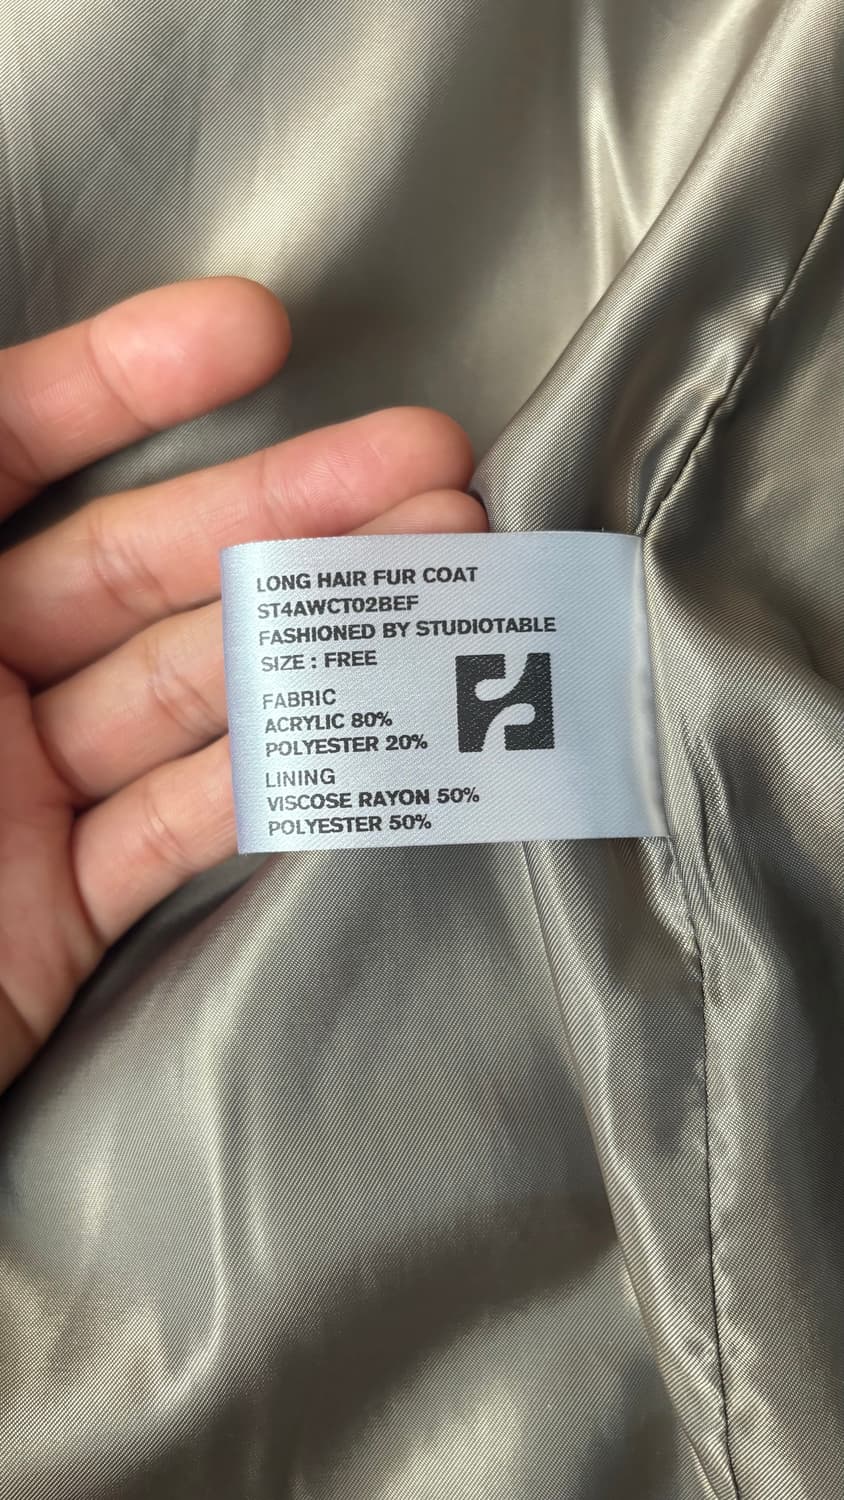 LONG HAIR FUR COAT
ST4AWCT02BEF
FASHIONED BY STUDIOTABLE
SIZE : FREE
FABRIC
ACRYLIC 80%
POLYESTER 20%
LINING
VISCOSE RAYON 50%
POLYESTER 50%